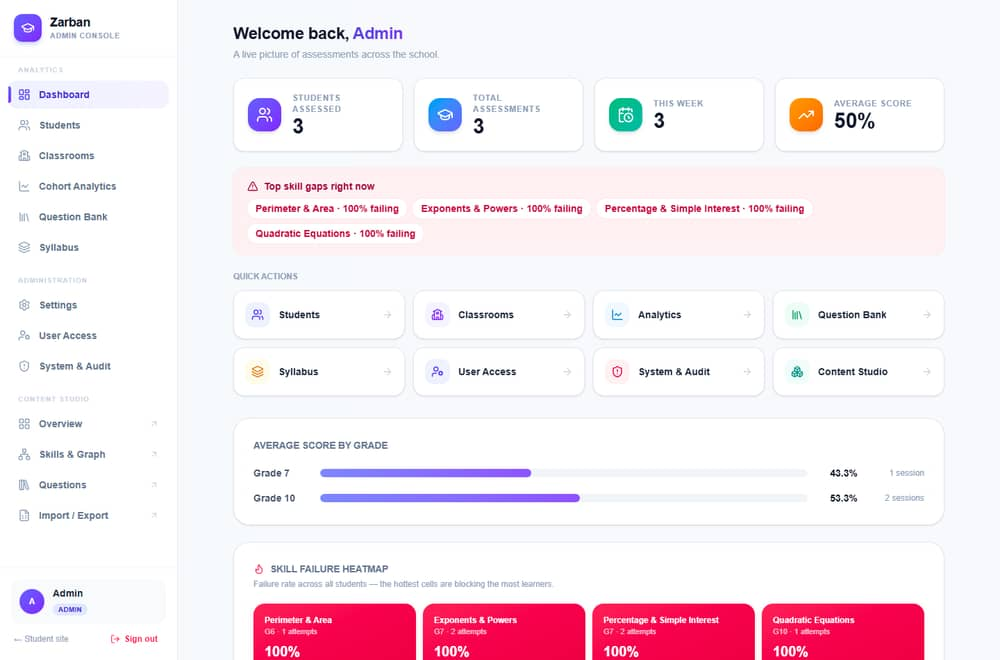 Zarban
ADMIN CONSOLE
ANALYTICS
Dashboard
Students
Classrooms
Cohort Analytics
Question Bank
Syllabus
ADMINISTRATION
Settings
User Access
System & Audit
CONTENT STUDIO
Overview
Skills & Graph
Questions
Import / Export
A
Admin
ADMIN
← Student site
Sign out
Welcome back, Admin
A live picture of assessments across the school.
STUDENTS
ASSESSED
3
TOTAL
ASSESSMENTS
3
THIS WEEK
3
AVERAGE SCORE
50%
Top skill gaps right now
Perimeter & Area · 100% failing
Exponents & Powers · 100% failing
Percentage & Simple Interest · 100% failing
Quadratic Equations · 100% failing
QUICK ACTIONS
Students
Classrooms
Analytics
Question Bank
Syllabus
User Access
System & Audit
Content Studio
AVERAGE SCORE BY GRADE
Grade 7 43.3% 1 session
Grade 10 53.3% 2 sessions
SKILL FAILURE HEATMAP
Failure rate across all students — the hottest cells are blocking the most learners.
Perimeter & Area
G6 · 1 attempts
100%
Exponents & Powers
G7 · 2 attempts
100%
Percentage & Simple Interest
G7 · 2 attempts
100%
Quadratic Equations
G10 · 1 attempts
100%